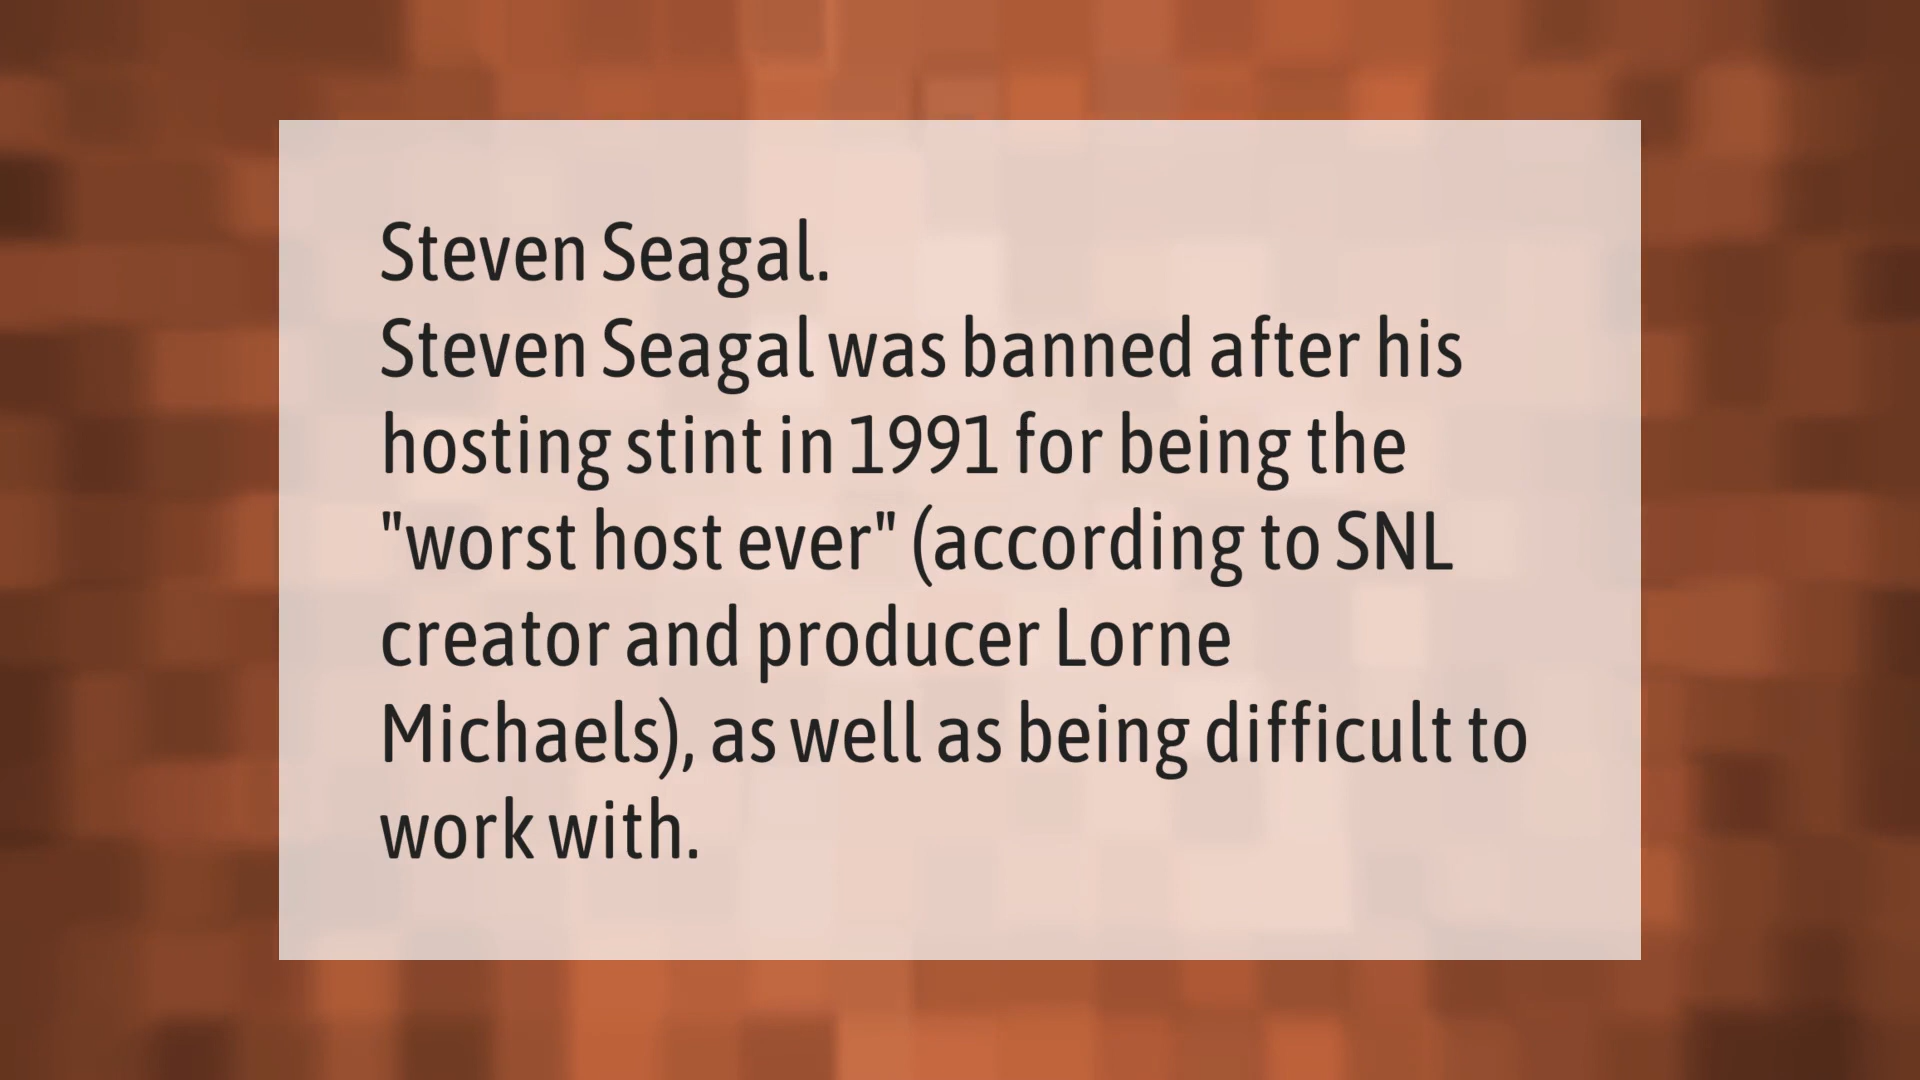 Steven Seagal.
Steven Seagal was banned after his
hosting stint in 1991 for being the
"worst host ever" (according to SNL
creator and producer Lorne
Michaels), as well as being difficult to
work with.